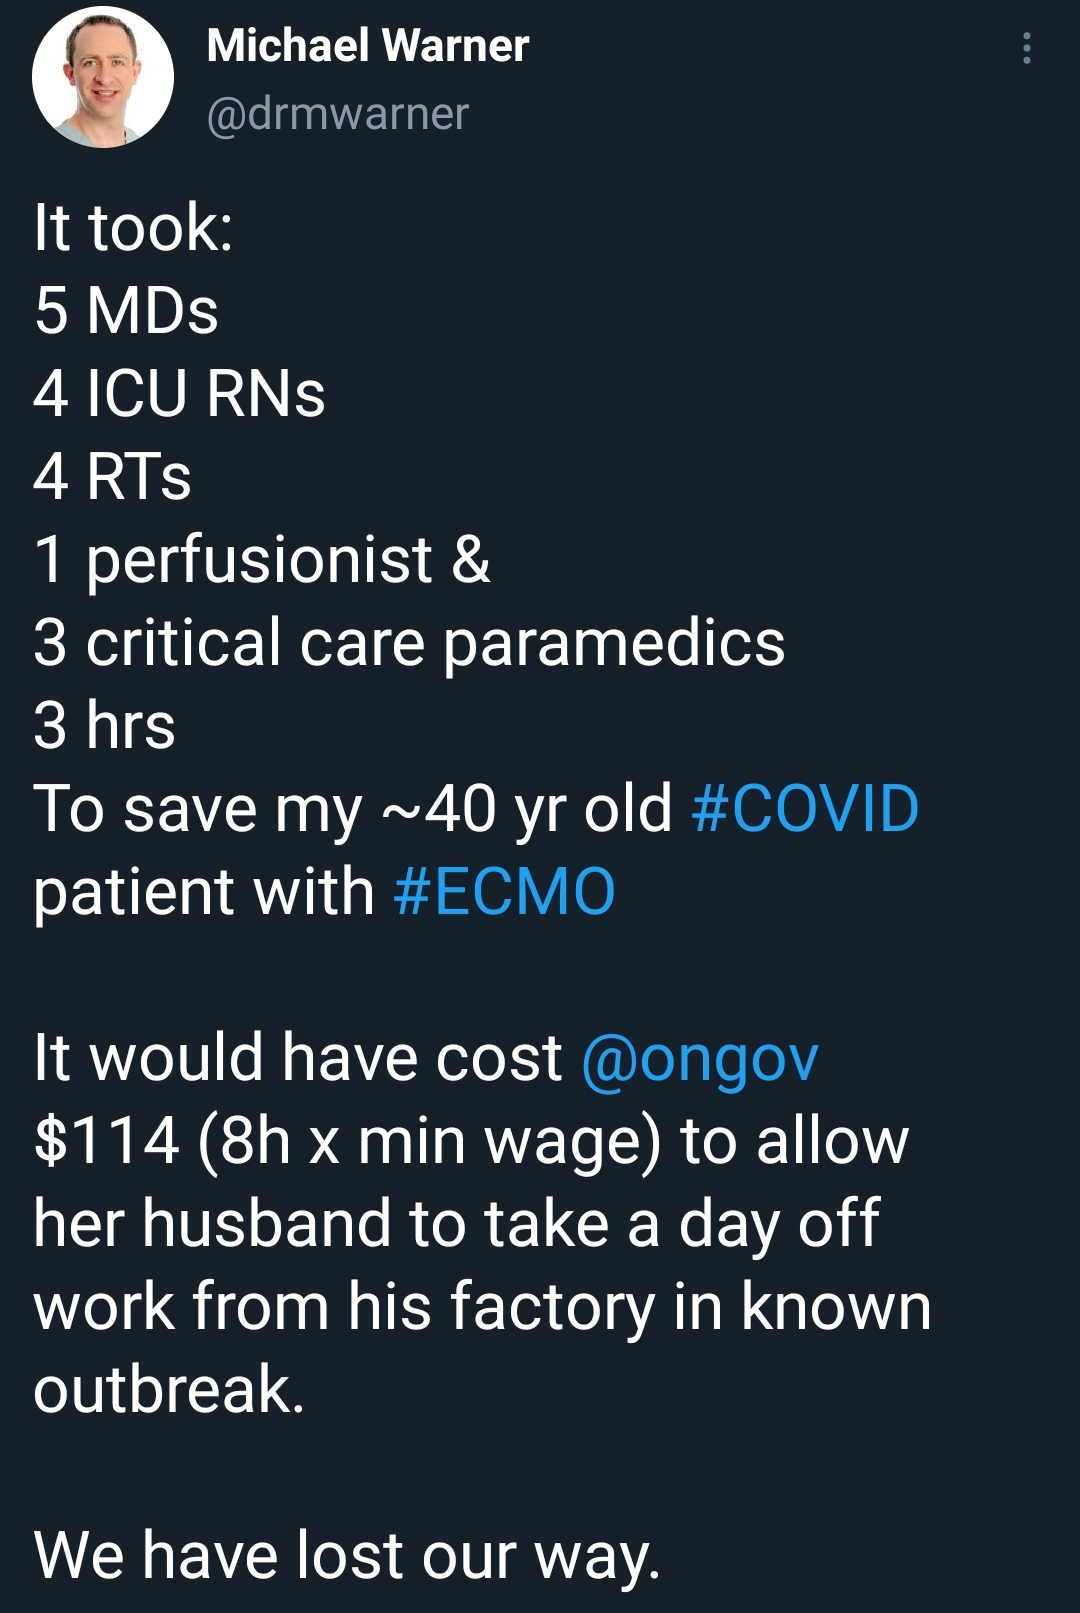 Michael Warner
@drmwarner
It took:
5 MDs
4 ICU RNs
4 RTs
1 perfusionist &
3 critical care paramedics
3 hrs
To save my ~40 yr old #COVID
patient with #ECMO
It would have cost @ongov
$114 (8h x min wage) to allow
her husband to take a day off
work from his factory in known
outbreak.
We have lost our way.